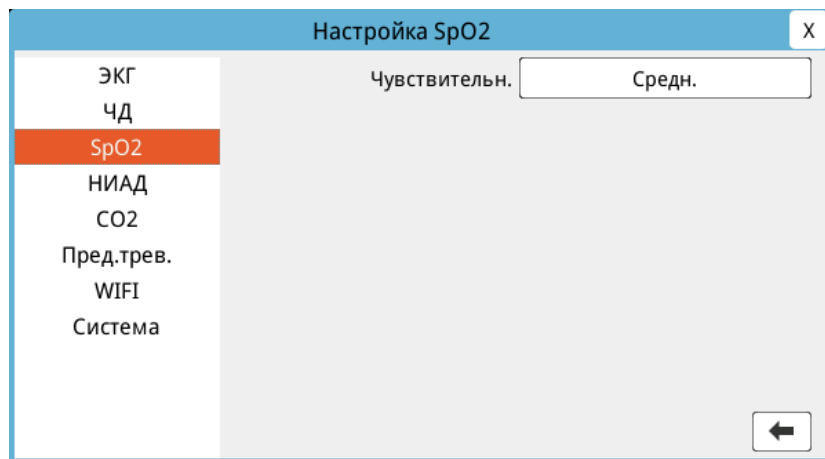 Настройка SpO2
X
ЭКГ
ЧД
SpO2
НИАД
CO2
Пред.трев.
WIFI
Система
Чувствительн.
Средн.